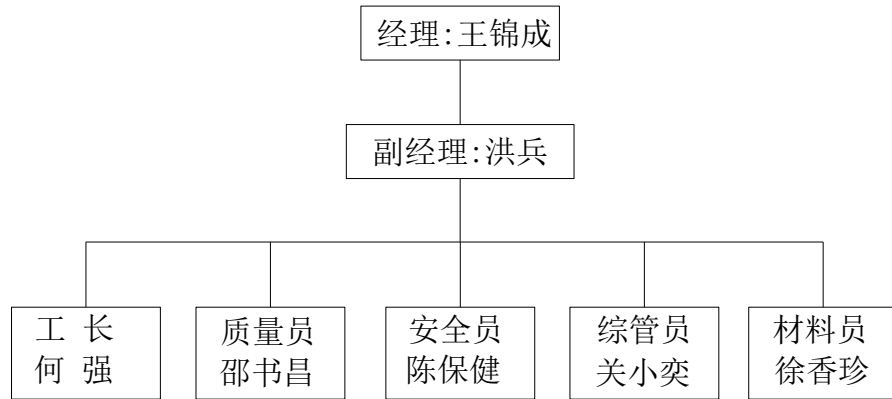 经理:王锦成
副经理:洪兵
工 长
何 强
质量员
邵书昌
安全员
陈保健
综管员
关小奕
材料员
徐香珍